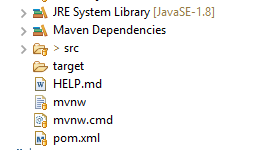 JRE System Library [JavaSE-1.8]
Maven Dependencies
> src
target
HELP.md
mvnw
mvnw.cmd
pom.xml